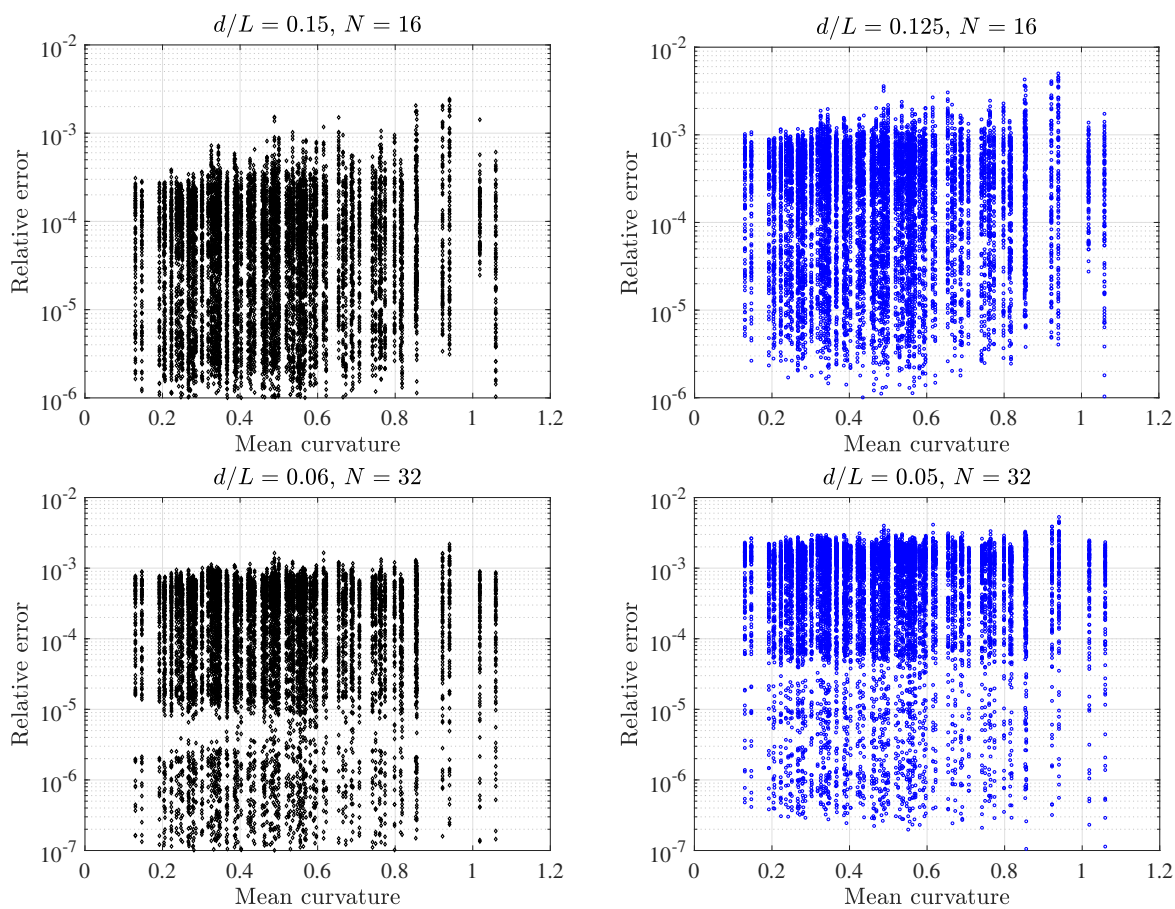 d/L = 0.15, N = 16
10^-2
10^-3
10^-4
10^-5
10^-6
Relative error
0 0.2 0.4 0.6 0.8 1 1.2
Mean curvature
d/L = 0.125, N = 16
10^-2
10^-3
10^-4
10^-5
10^-6
Relative error
0 0.2 0.4 0.6 0.8 1 1.2
Mean curvature
d/L = 0.06, N = 32
10^-2
10^-3
10^-4
10^-5
10^-6
10^-7
Relative error
0 0.2 0.4 0.6 0.8 1 1.2
Mean curvature
d/L = 0.05, N = 32
10^-2
10^-3
10^-4
10^-5
10^-6
10^-7
Relative error
0 0.2 0.4 0.6 0.8 1 1.2
Mean curvature